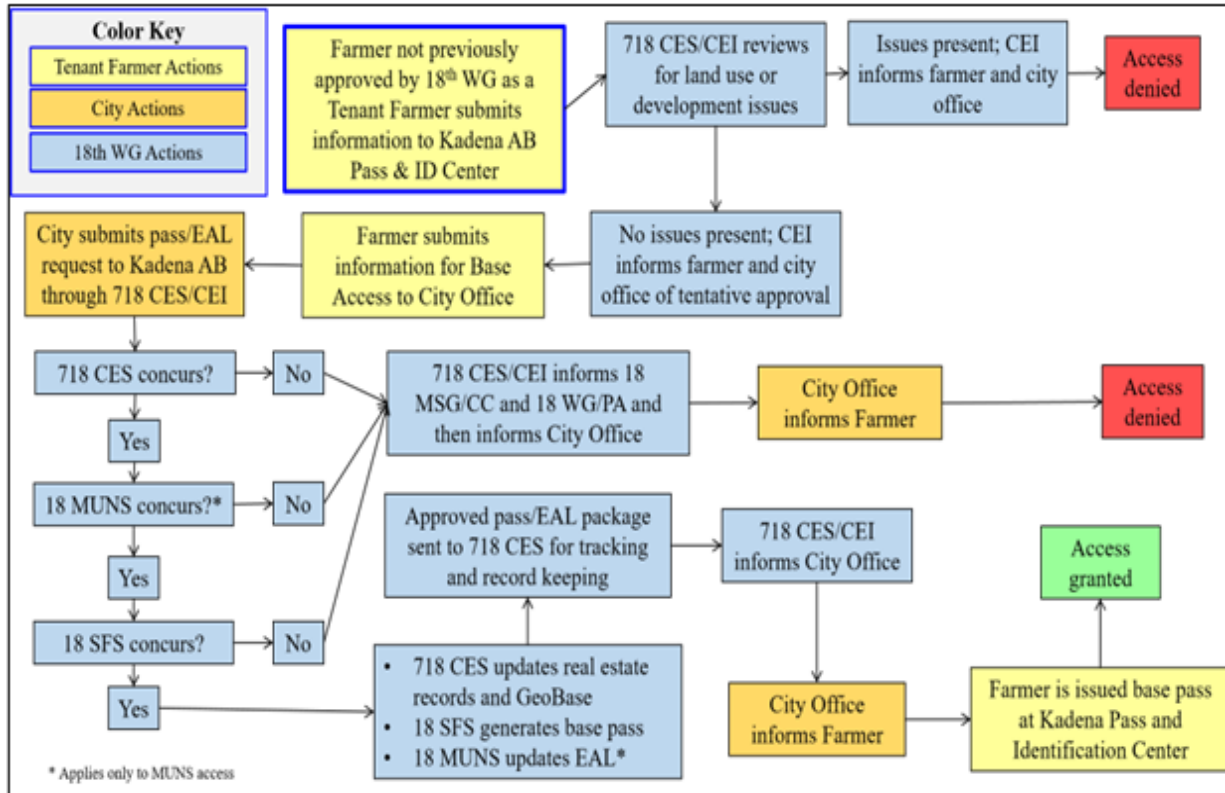 Color Key
Tenant Farmer Actions
City Actions
18th WG Actions
Farmer not previously
approved by 18th WG as a
Tenant Farmer submits
information to Kadena AB
Pass & ID Center
718 CES/CEI reviews
for land use or
development issues
Issues present; CEI
informs farmer and city
office
Access
denied
City submits pass/EAL
request to Kadena AB
through 718 CES/CEI
Farmer submits
information for Base
Access to City Office
No issues present; CEI
informs farmer and city
office of tentative approval
718 CES concurs?
No
718 CES/CEI informs 18
MSG/CC and 18 WG/PA and
then informs City Office
City Office
informs Farmer
Access
denied
Yes
18 MUNS concurs?*
No
Approved pass/EAL package
sent to 718 CES for tracking
and record keeping
718 CES/CEI
informs City Office
Access
granted
Yes
18 SFS concurs?
No
Yes
• 718 CES updates real estate
records and GeoBase
• 18 SFS generates base pass
• 18 MUNS updates EAL*
City Office
informs Farmer
Farmer is issued base pass
at Kadena Pass and
Identification Center
* Applies only to MUNS access